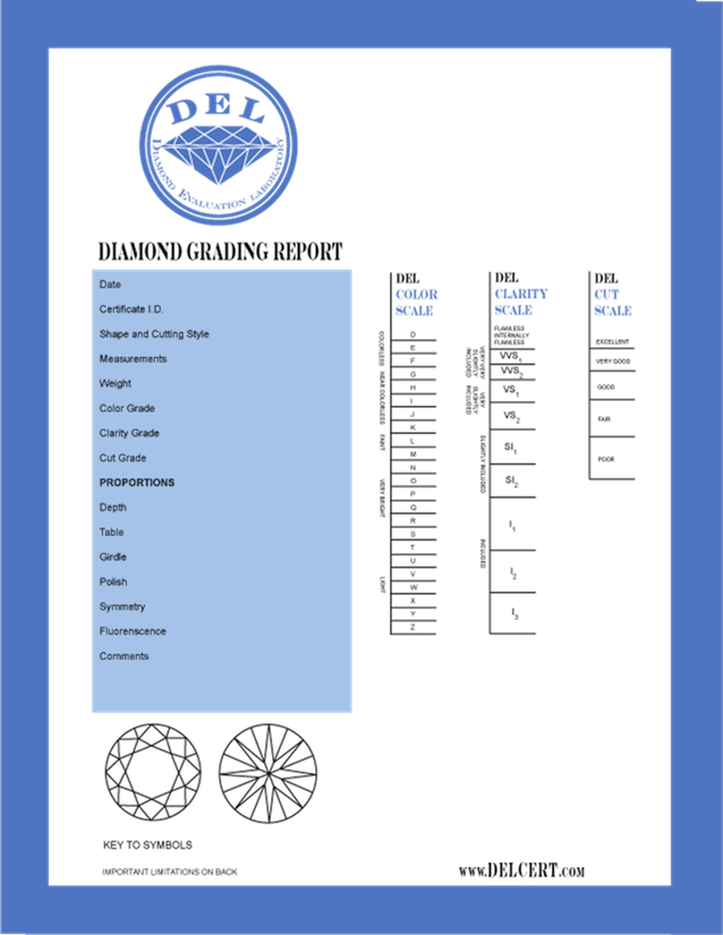 DEL
DIAMOND EVALUATION LABORATORY
DIAMOND GRADING REPORT
Date
Certificate I.D.
Shape and Cutting Style
Measurements
Weight
Color Grade
Clarity Grade
Cut Grade
PROPORTIONS
Depth
Table
Girdle
Polish
Symmetry
Fluorenscence
Comments
DEL
COLOR
SCALE
COLORLESS
NEAR COLORLESS
FAINT
VERY BRIGHT
LIGHT
D
E
F
G
H
I
J
K
L
M
N
O
P
Q
R
S
T
U
V
W
X
Y
Z
DEL
CLARITY
SCALE
FLAWLESS
INTERNALLY
FLAWLESS
VERY VERY
SLIGHTLY
INCLUDED
VERY
SLIGHTLY
INCLUDED
SLIGHTLY INCLUDED
INCLUDED
VVS1
VVS2
VS1
VS2
SI1
SI2
I1
I2
I3
DEL
CUT
SCALE
EXCELLENT
VERY GOOD
GOOD
FAIR
POOR
KEY TO SYMBOLS
IMPORTANT LIMITATIONS ON BACK
WWW.DELCERT.COM